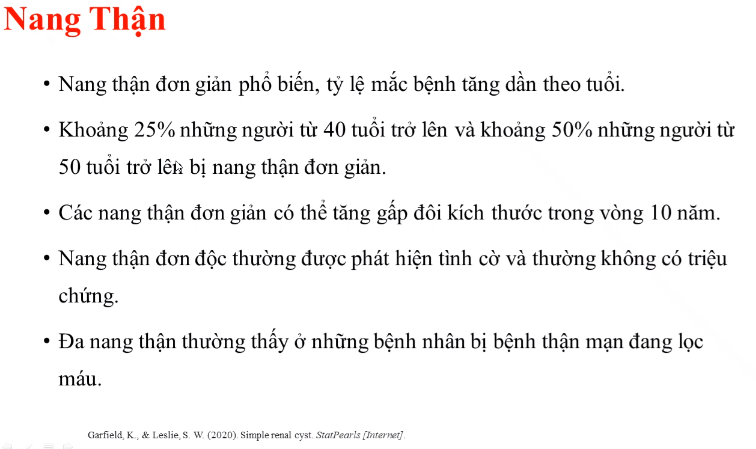 Nang Thận
• Nang thận đơn giản phổ biến, tỷ lệ mắc bệnh tăng dần theo tuổi.
• Khoảng 25% những người từ 40 tuổi trở lên và khoảng 50% những người từ
50 tuổi trở lên bị nang thận đơn giản.
• Các nang thận đơn giản có thể tăng gấp đôi kích thước trong vòng 10 năm.
• Nang thận đơn độc thường được phát hiện tình cờ và thường không có triệu
chứng.
• Đa nang thận thường thấy ở những bệnh nhân bị bệnh thận mạn đang lọc
máu.
Garfield, K., & Leslie, S. W. (2020). Simple renal cyst. StatPearls [Internet].